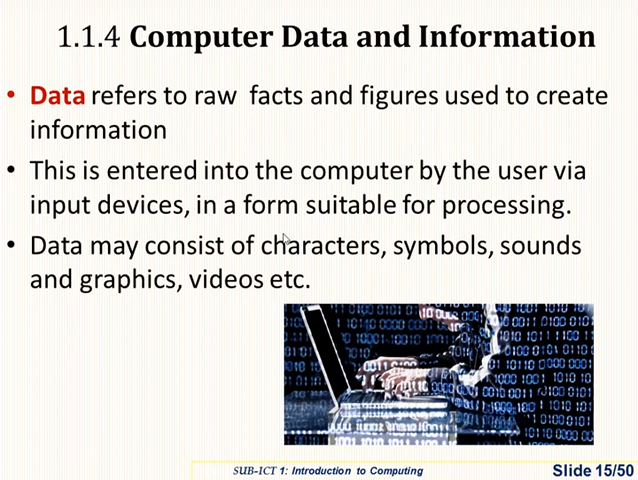 1.1.4 Computer Data and Information
• Data refers to raw facts and figures used to create
information
• This is entered into the computer by the user via
input devices, in a form suitable for processing.
• Data may consist of characters, symbols, sounds
and graphics, videos etc.
SUB-ICT 1: Introduction to Computing
Slide 15/50